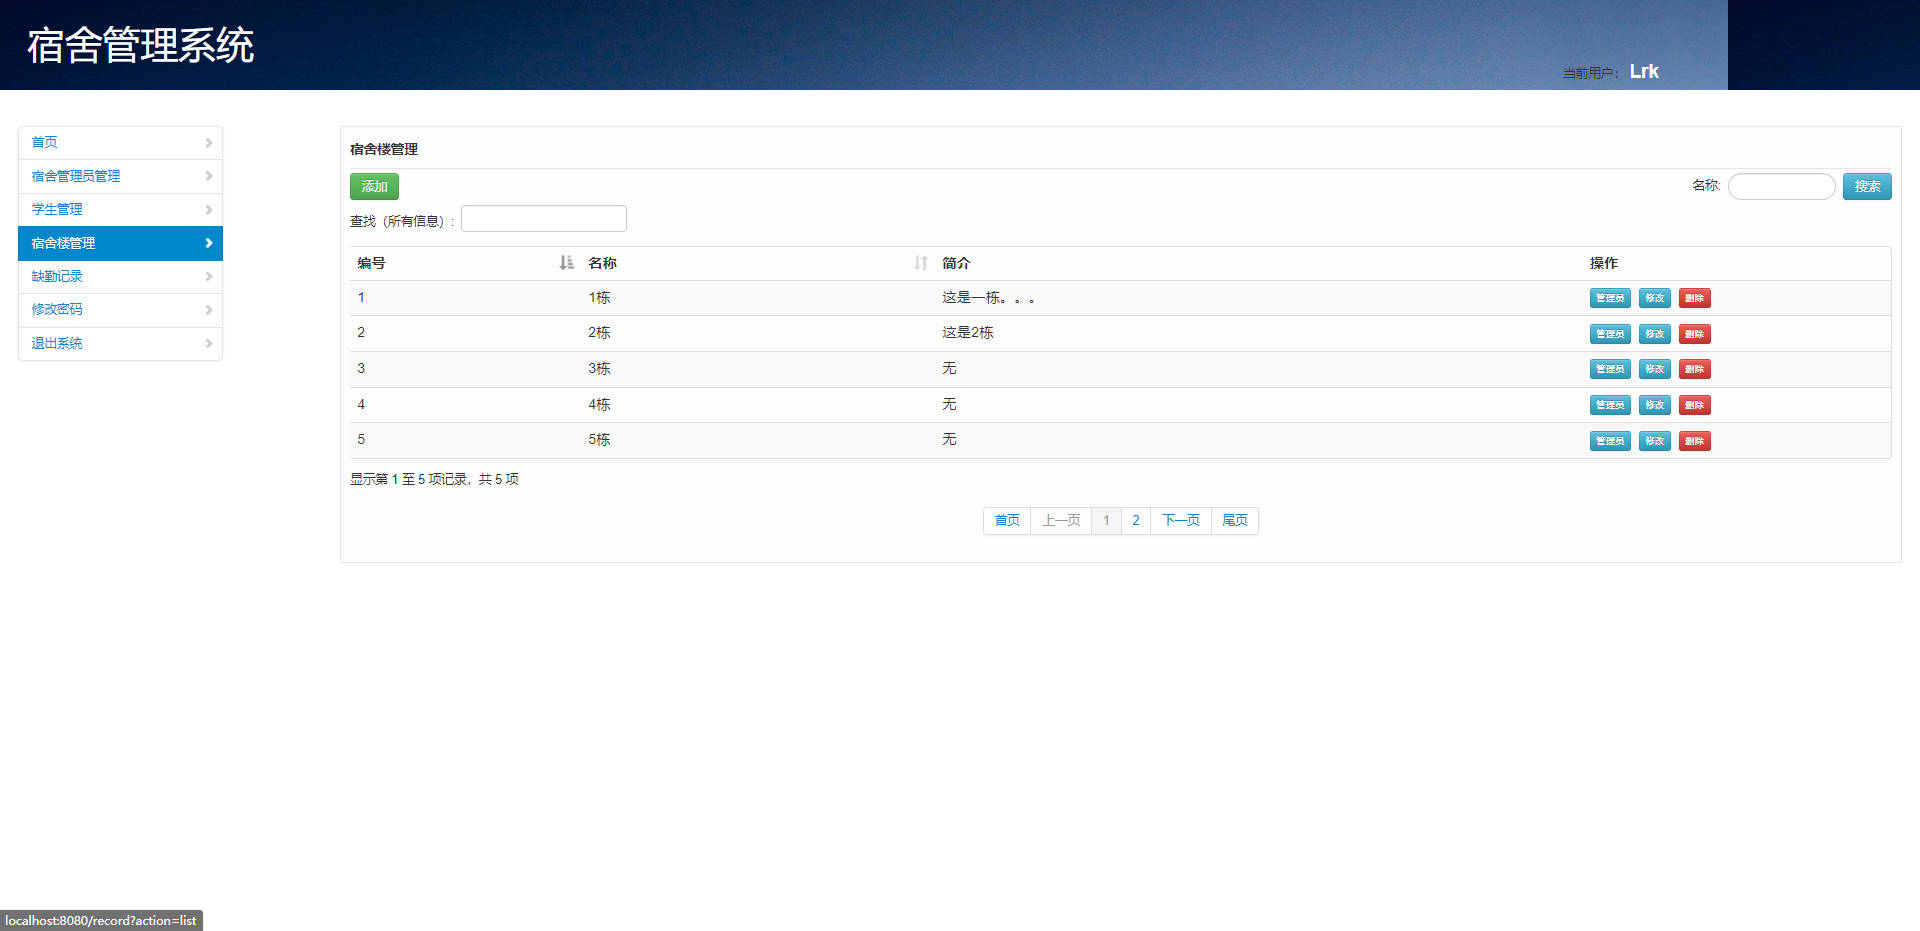 宿舍管理系统
当前用户： Lrk
首页
宿舍管理员管理
学生管理
宿舍楼管理
缺勤记录
修改密码
退出系统
宿舍楼管理
添加 名称: 搜索
查找（所有信息）:
编号 名称 简介 操作
1 1栋 这是一栋。。。 管理员 修改 删除
2 2栋 这是2栋 管理员 修改 删除
3 3栋 无 管理员 修改 删除
4 4栋 无 管理员 修改 删除
5 5栋 无 管理员 修改 删除
显示第 1 至 5 项记录，共 5 项
首页 上一页 1 2 下一页 尾页
localhost:8080/record?action=list